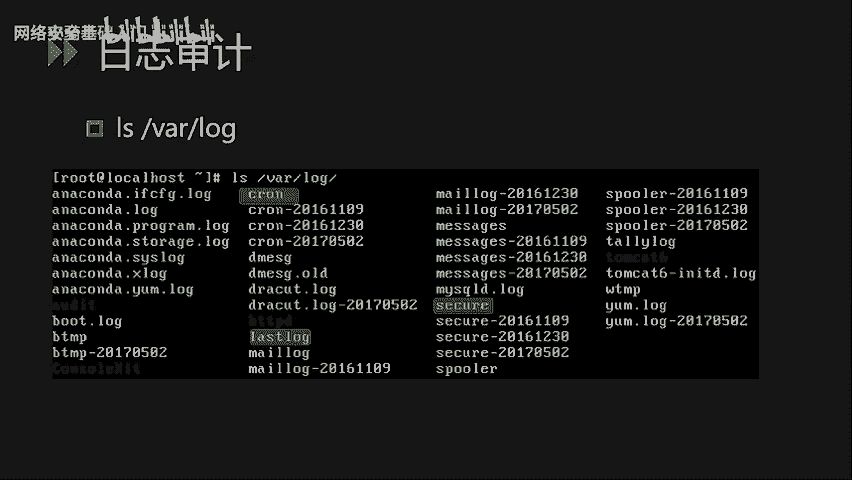 网络安全基础入门
日志审计
ls /var/log
[root@localhost ~]# ls /var/log/
anaconda.ifcfg.log cron maillog-20161230 spooler-20161109
anaconda.log cron-20161109 maillog-20170502 spooler-20161230
anaconda.program.log cron-20161230 messages spooler-20170502
anaconda.storage.log cron-20170502 messages-20161109 tallylog
anaconda.syslog dmesg messages-20161230 tomcat6
anaconda.xlog dmesg.old messages-20170502 tomcat6-initd.log
anaconda.yum.log dracut.log mysqld.log wtmp
audit dracut.log-20170502 secure yum.log
boot.log httpd secure-20161109 yum.log-20170502
btmp lastlog secure-20161230
btmp-20170502 maillog secure-20170502
ConsoleKit maillog-20161109 spooler